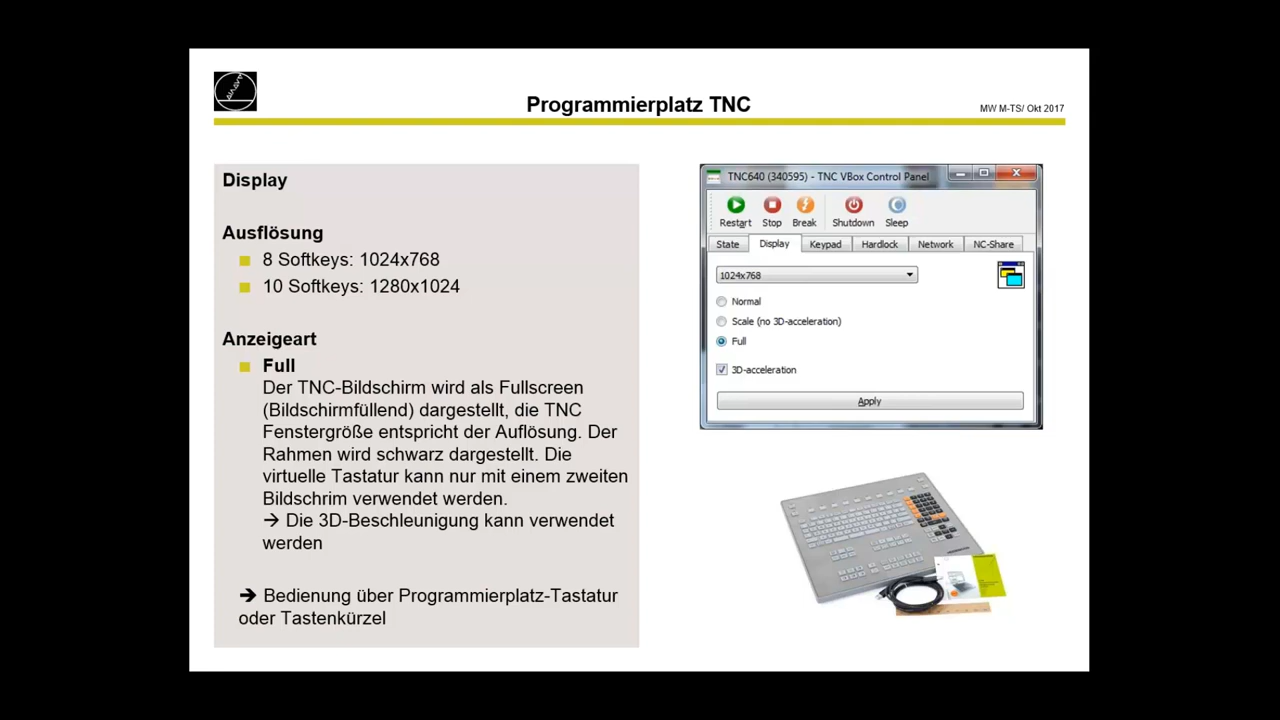 Programmierplatz TNC
MW M-TS/ Okt 2017
Display
Ausflösung
8 Softkeys: 1024x768
10 Softkeys: 1280x1024
Anzeigeart
Full
Der TNC-Bildschirm wird als Fullscreen
(Bildschirmfüllend) dargestellt, die TNC
Fenstergröße entspricht der Auflösung. Der
Rahmen wird schwarz dargestellt. Die
virtuelle Tastatur kann nur mit einem zweiten
Bildschrim verwendet werden.
→ Die 3D-Beschleunigung kann verwendet
werden
→ Bedienung über Programmierplatz-Tastatur
oder Tastenkürzel
TNC640 (340595) - TNC VBox Control Panel
Restart Stop Break Shutdown Sleep
State Display Keypad Hardlock Network NC-Share
1024x768
Normal
Scale (no 3D-acceleration)
Full
3D-acceleration
Apply